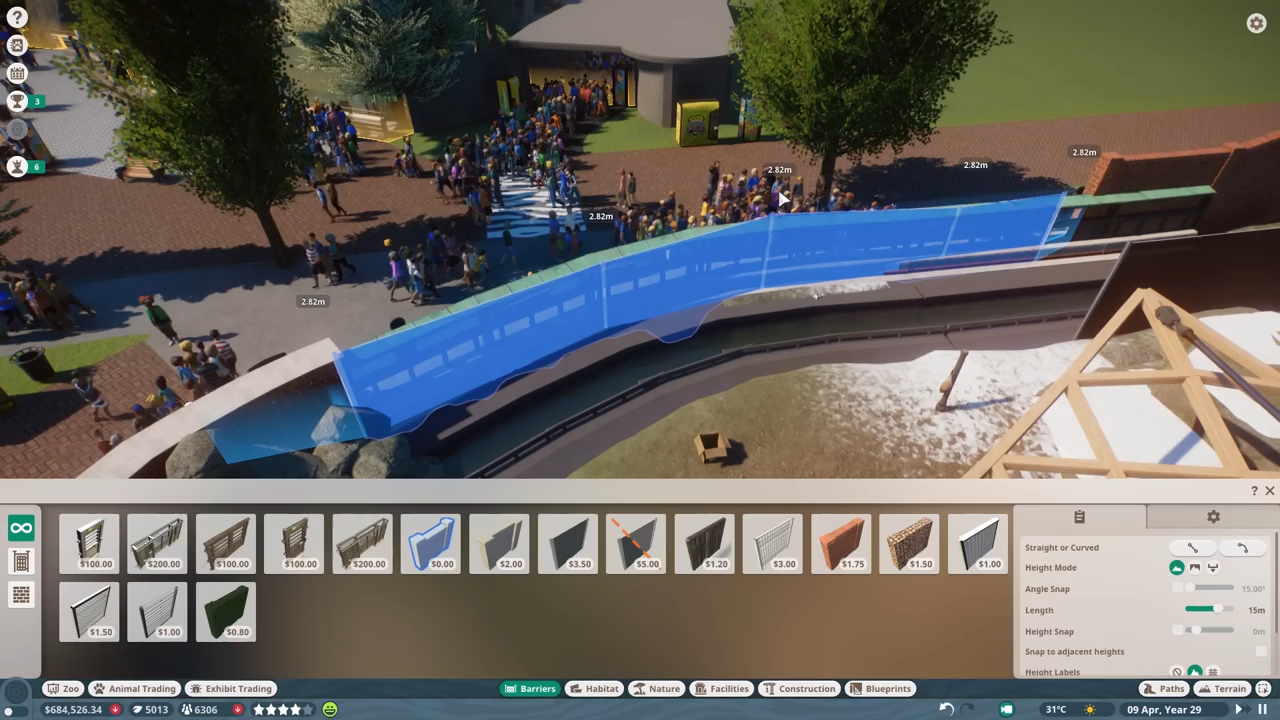 ?
3
6
2.82m
2.82m
2.82m
2.82m
2.82m
?
$100.00
$200.00
$100.00
$100.00
$200.00
$0.00
$2.00
$3.50
$5.00
$1.20
$3.00
$1.75
$1.50
$1.00
$1.50
$1.00
$0.80
Straight or Curved
Height Mode
Angle Snap 15.00°
Length 15m
Height Snap 0m
Snap to adjacent heights
Height Labels
Zoo Animal Trading Exhibit Trading Barriers Habitat Nature Facilities Construction Blueprints Paths Terrain
$684,526.34 5013 6306 31°C 09 Apr, Year 29